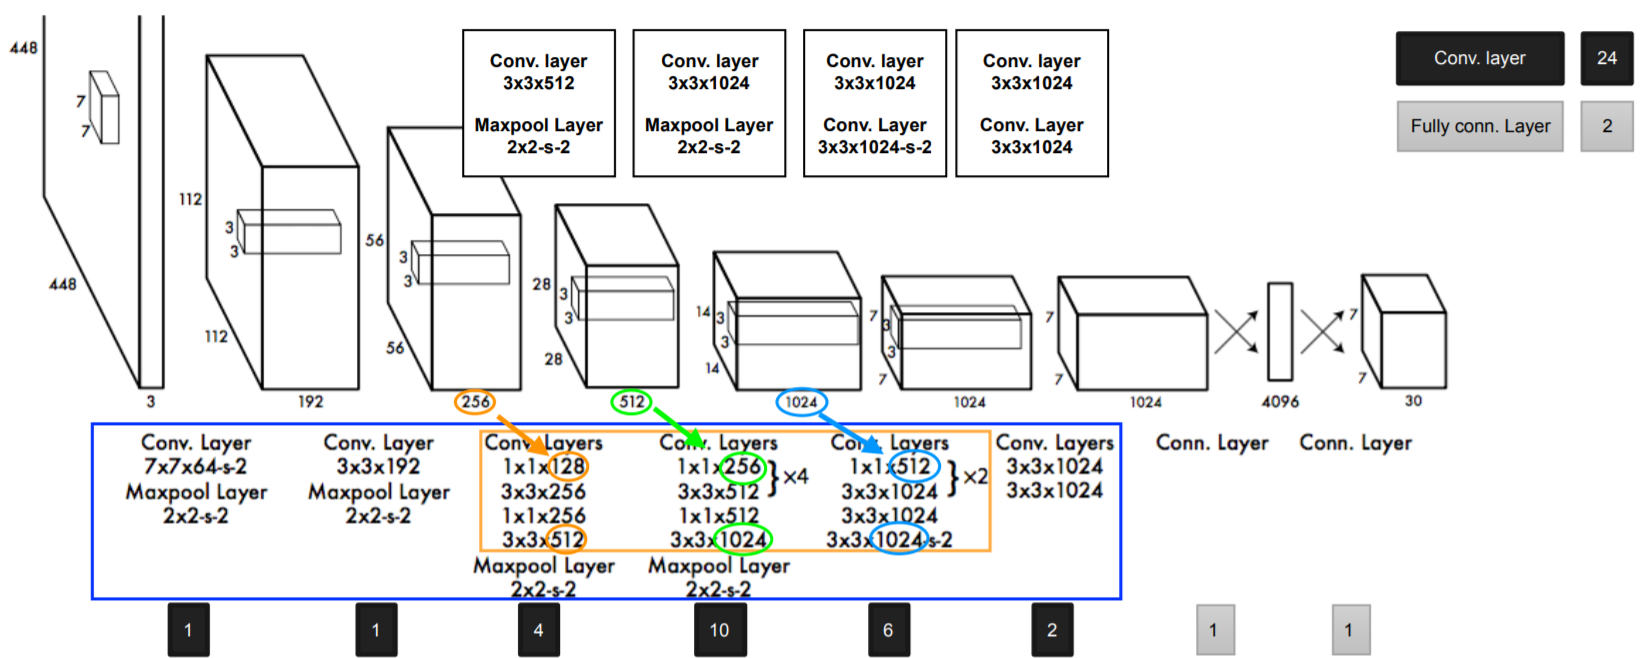 448
7
7
448
3
112
3
3
112
192
56
3
3
56
256
28
3
3
28
512
14
3
3
14
1024
7
3
3
7
1024
7
7
1024
4096
7
7
30
Conv. layer
3x3x512
Maxpool Layer
2x2-s-2
Conv. layer
3x3x1024
Maxpool Layer
2x2-s-2
Conv. layer
3x3x1024
Conv. Layer
3x3x1024-s-2
Conv. layer
3x3x1024
Conv. Layer
3x3x1024
Conv. layer 24
Fully conn. Layer 2
Conv. Layer
7x7x64-s-2
Maxpool Layer
2x2-s-2
Conv. Layer
3x3x192
Maxpool Layer
2x2-s-2
Conv. Layers
1x1x128
3x3x256
1x1x256
3x3x512
Maxpool Layer
2x2-s-2
Conv. Layers
1x1x256
3x3x512
}×4
1x1x512
3x3x1024
Maxpool Layer
2x2-s-2
Conv. Layers
1x1x512
3x3x1024
}×2
3x3x1024
3x3x1024-s-2
Conv. Layers
3x3x1024
3x3x1024
Conn. Layer
Conn. Layer
1 1 4 10 6 2 1 1